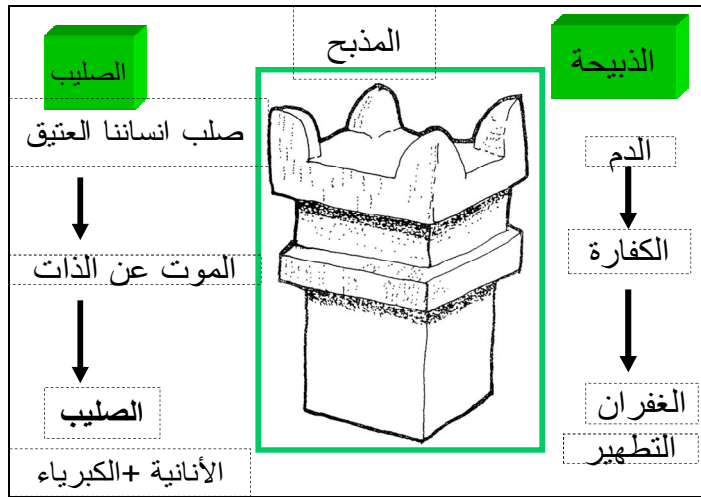 المذبح
الذبيحة
الدم
الكفارة
الغفران
التطهير
الصليب
صلب انساننا العتيق
الموت عن الذات
الصليب
الأنانية +الكبرياء